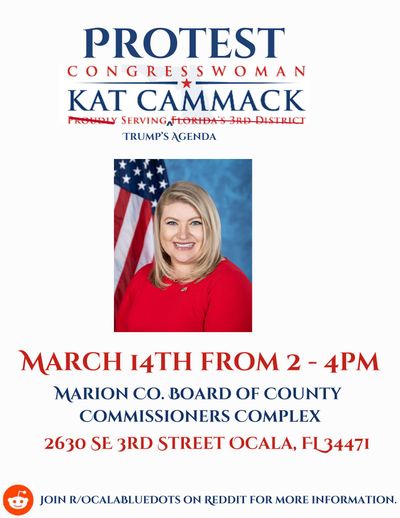 PROTEST
CONGRESSWOMAN
KAT CAMMACK
PROUDLY SERVING FLORIDA'S 3RD DISTRICT
TRUMP'S AGENDA
MARCH 14TH FROM 2 - 4PM
MARION CO. BOARD OF COUNTY
COMMISSIONERS COMPLEX
2630 SE 3RD STREET OCALA, FL 34471
JOIN R/OCALABLUEDOTS ON REDDIT FOR MORE INFORMATION.